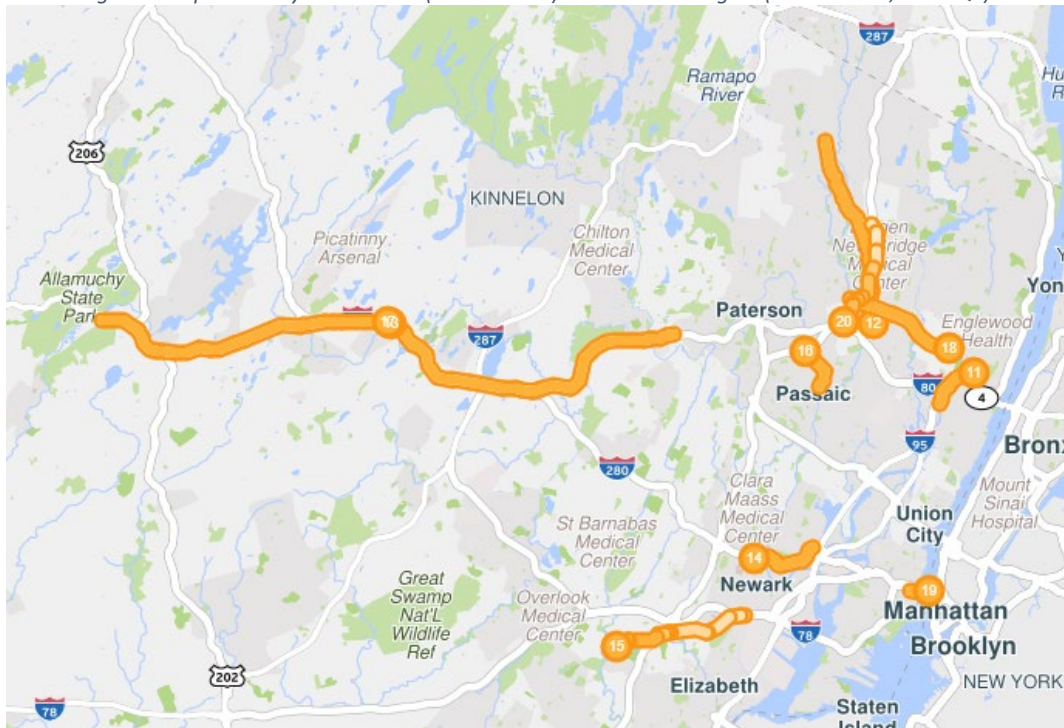 287
Ramapo
River
206
KINNELON
Picatinny
Arsenal
Chilton
Medical
Center
Medical
Center
Allamuchy
State
Park
Paterson
20
12
Englewood
Health
287
16
18
11
Passaic
80
4
95
280
Clara
Maass
Medical
Center
Mount
Sinai
Hospital
Union
City
St Barnabas
Medical
Center
14
Newark
Great
Swamp
Nat'l
Wildlife
Ref
Overlook
Medical
Center
19
Manhattan
78
Brooklyn
15
202
Elizabeth
NEW YORK
78
Staten
Island